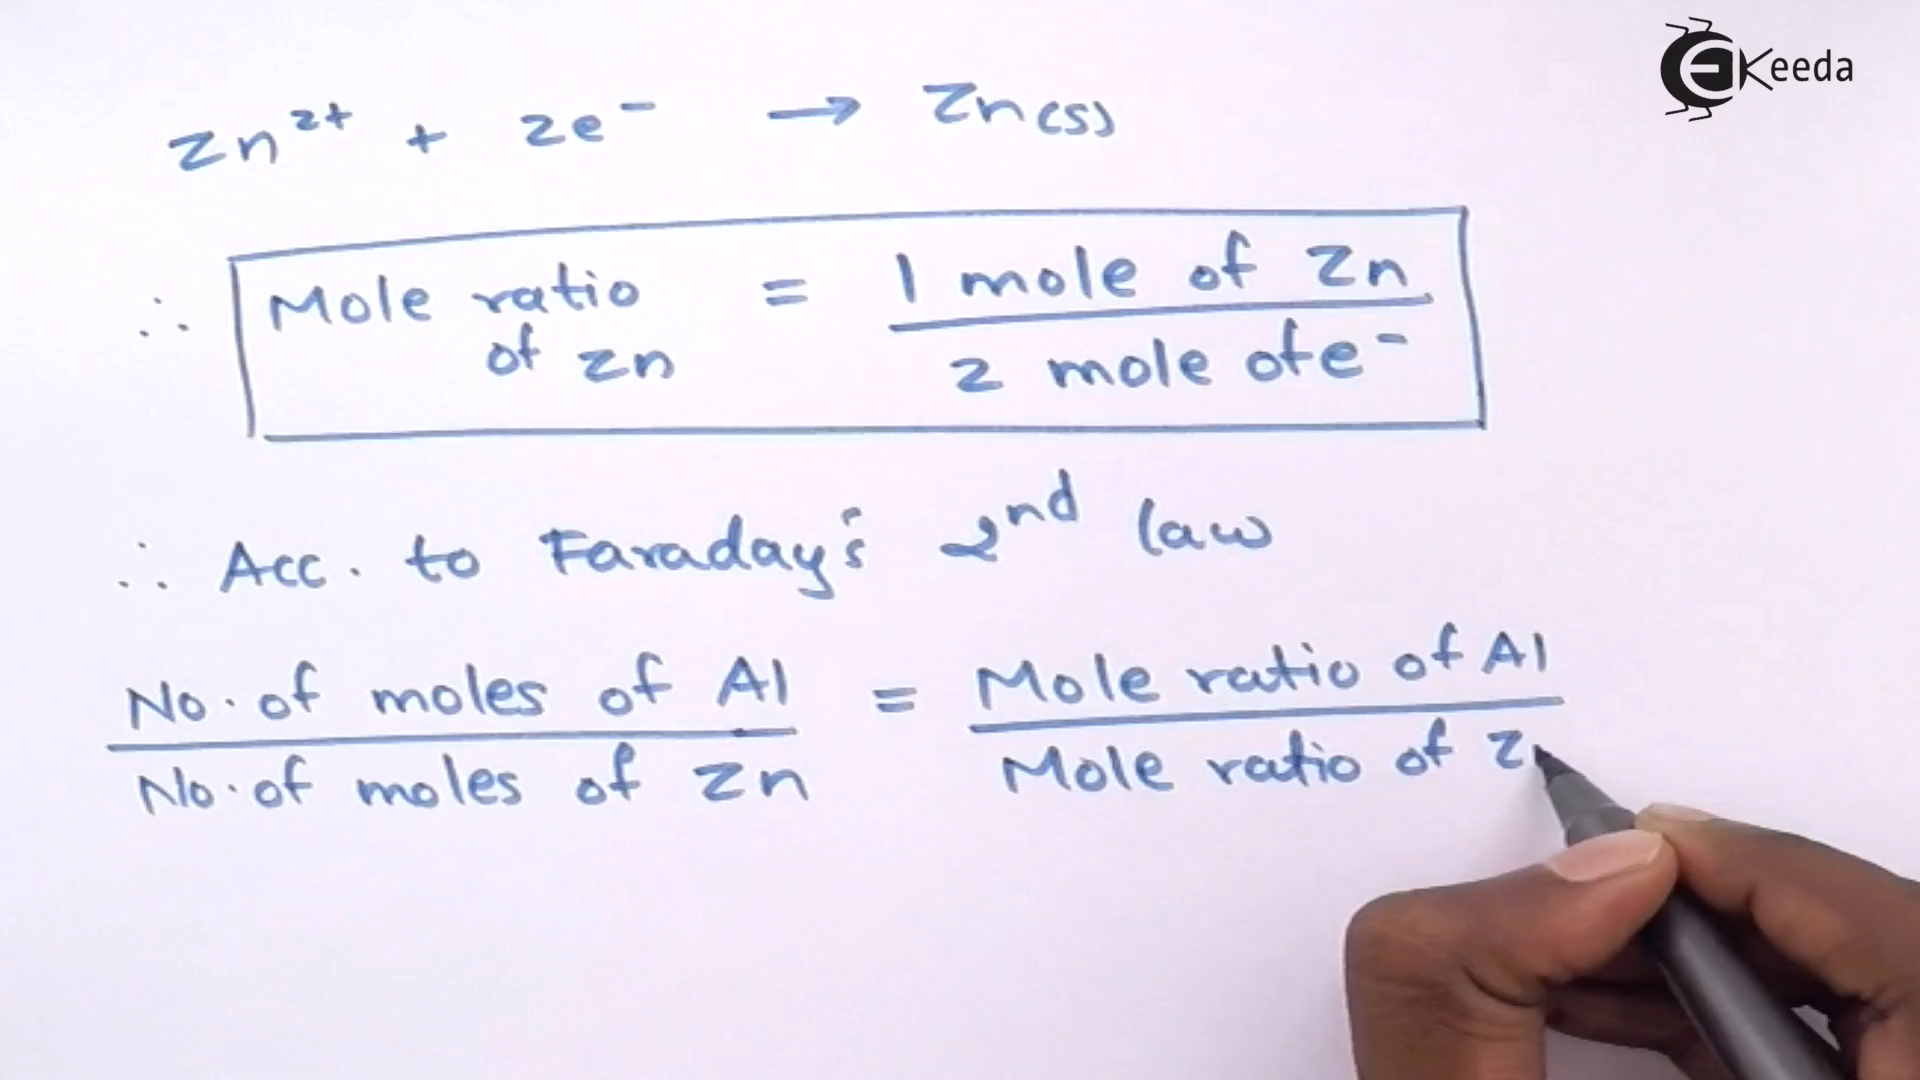 EKeeda
Zn²⁺ + 2e⁻ → Zn(s)
∴ Mole ratio of Zn = 1 mole of Zn / 2 mole of e⁻
∴ Acc. to Faraday's 2nd law
No. of moles of Al / No. of moles of Zn = Mole ratio of Al / Mole ratio of Zn